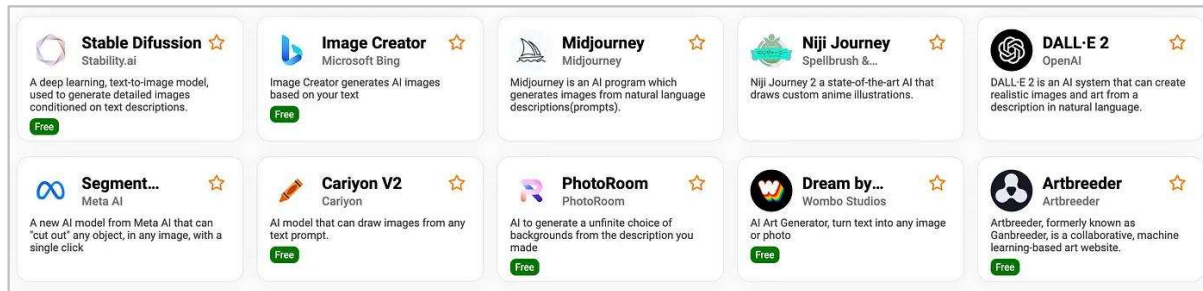 Stable Difussion
Stability.ai
A deep learning, text-to-image model,
used to generate detailed images
conditioned on text descriptions.
Free
Image Creator
Microsoft Bing
Image Creator generates AI images
based on your text
Free
Midjourney
Midjourney
Midjourney is an AI program which
generates images from natural language
descriptions(prompts).
Niji Journey
Spellbrush &...
Niji Journey 2 a state-of-the-art AI that
draws custom anime illustrations.
DALL·E 2
OpenAI
DALL·E 2 is an AI system that can create
realistic images and art from a
description in natural language.
Segment...
Meta AI
A new AI model from Meta AI that can
"cut out" any object, in any image, with a
single click
Cariyon V2
Cariyon
AI model that can draw images from any
text prompt.
Free
PhotoRoom
PhotoRoom
AI to generate a unfinite choice of
backgrounds from the description you
made
Free
Dream by...
Wombo Studios
AI Art Generator, turn text into any image
or photo
Free
Artbreeder
Artbreeder
Artbreeder, formerly known as
Ganbreeder, is a collaborative, machine
learning-based art website.
Free